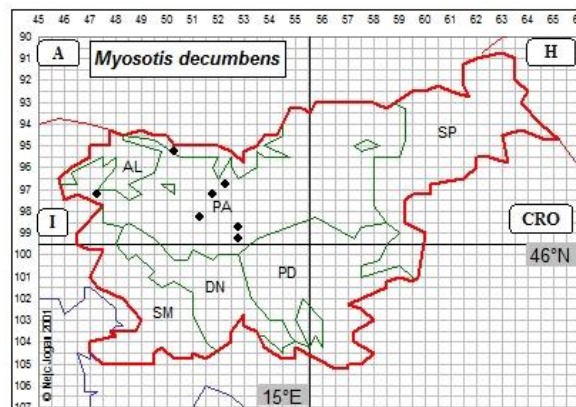 45 46 47 48 49 50 51 52 53 54 55 56 57 58 59 60 61 62 63 64 65
90
A
Myosotis decumbens
H
91
92
93
94
SP
95
AL
96
97
PA
98
I
CRO
99
46°N
100
101
DN
PD
102
103
SM
104
105
106
15°E
107
© Nejc Jogan 2001